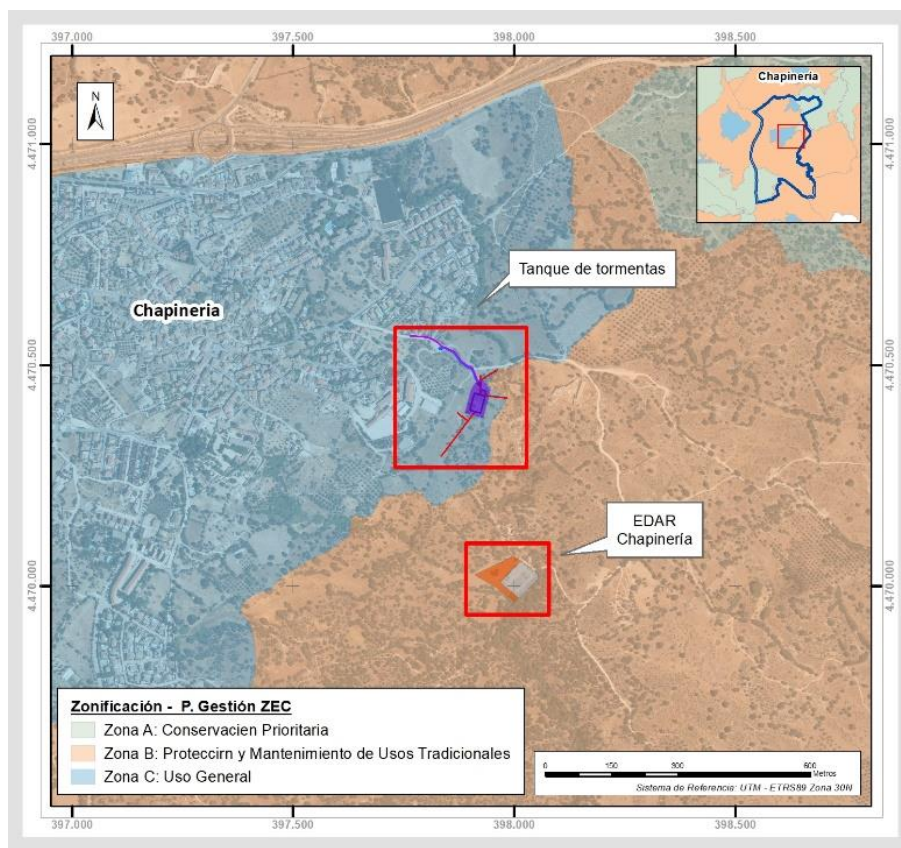 397.000 397.500 398.000 398.500
4.471.000
4.470.500
4.470.000
N
Chapinería
Tanque de tormentas
Chapineria
EDAR
Chapinería
Zonificación - P. Gestión ZEC
Zona A: Conservacien Prioritaria
Zona B: Proteccirn y Mantenimiento de Usos Tradicionales
Zona C: Uso General
0 150 300 600
Metros
Sistema de Referencia: UTM - ETRS89 Zona 30N
4.471.000
4.470.500
4.470.000
397.000 397.500 398.000 398.500